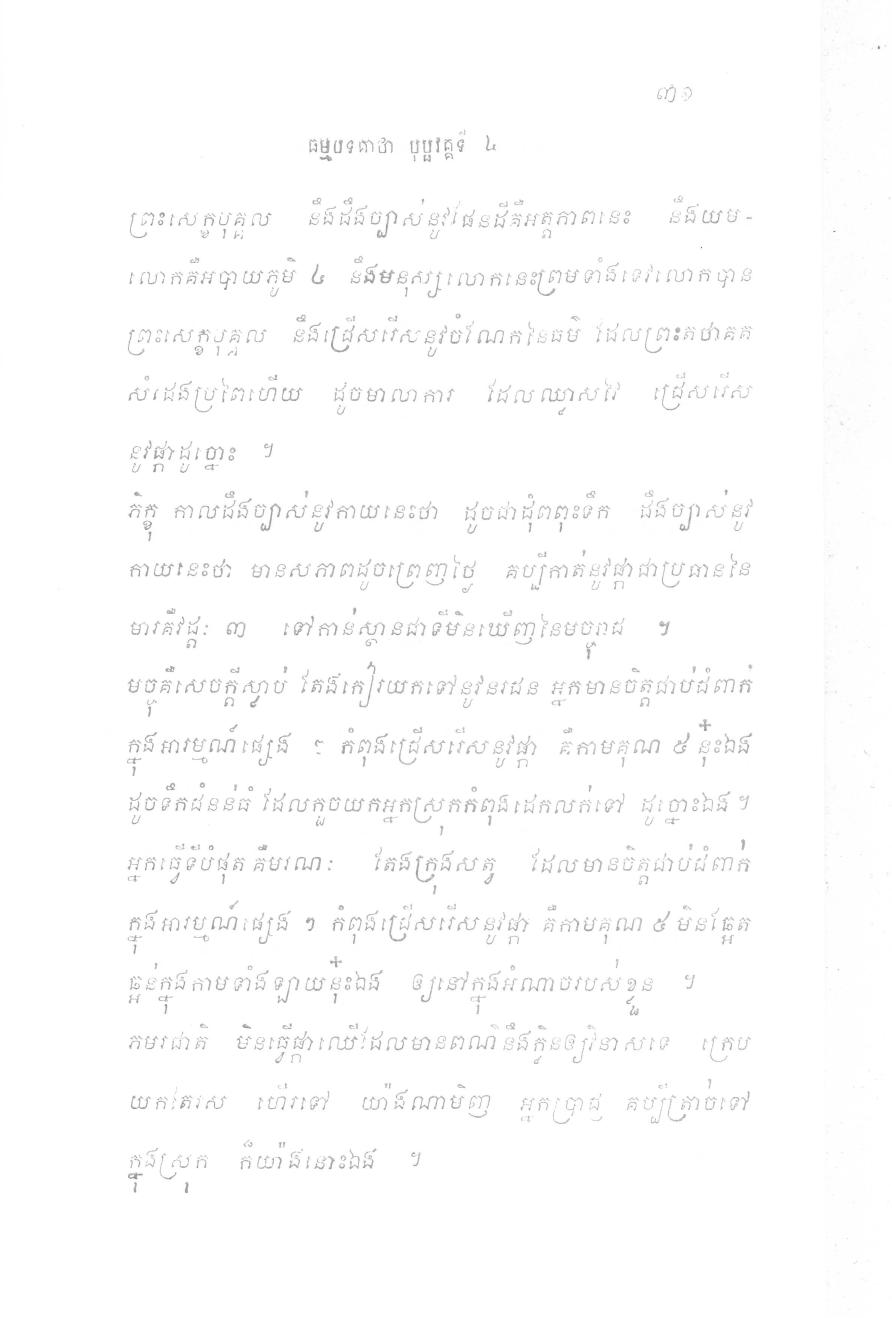 ៣១
ធម្មបទគាថា បុប្ផវគ្គទី ៤
ព្រះសេក្ខបុគ្គល នឹងដឹងច្បាស់នូវផែនដីគឺអត្តភាពនេះ នឹងយម-
លោកគឺអបាយភូមិ ៤ នឹងមនុស្សលោកនេះព្រមទាំងទេវលោកបាន
ព្រះសេក្ខបុគ្គល នឹងជ្រើសរើសនូវចំណែកនៃធម៌ ដែលព្រះតថាគត
សំដែងប្រពៃហើយ ដូចមាលាការ ដែលឈ្វាសវៃ ជ្រើសរើស
នូវផ្កាដូច្នោះ ។
ភិក្ខុ កាលដឹងច្បាស់នូវកាយនេះថា ដូចជាដុំពពុះទឹក ដឹងច្បាស់នូវ
កាយនេះថា មានសភាពដូចព្រេញថ្ងៃ គប្បីកាត់នូវផ្កាជាប្រធាននៃ
មារគឺវដ្តៈ ៣ ទៅកាន់ស្ថានជាទីមិនឃើញនៃមច្ចុរាជ ។
មច្ចុគឺសេចក្តីស្លាប់ តែងកៀរយកទៅនូវនរជន អ្នកមានចិត្តជាប់ជំពាក់
ក្នុងអារម្មណ៍ផ្សេង ៗ កំពុងជ្រើសរើសនូវផ្កា គឺកាមគុណ ៥ នុ៎ះឯង
ដូចទឹកជំនន់ធំ ដែលកួចយកអ្នកស្រុកកំពុងដេកលក់ទៅ ដូច្នោះឯង ។
អ្នកធ្វើទីបំផុត គឺមរណៈ តែងគ្រុងសត្វ ដែលមានចិត្តជាប់ជំពាក់
ក្នុងអារម្មណ៍ផ្សេង ៗ កំពុងជ្រើសរើសនូវផ្កា គឺកាមគុណ ៥ មិនឆ្អែត
ឆ្អន់ក្នុងកាមទាំងឡាយនុ៎ះឯង ឲ្យនៅក្នុងអំណាចរបស់ខ្លួន ។
ភមរជាតិ មិនធ្វើផ្កាឈើដែលមានពណ៌នឹងក្លិនឲ្យវិនាសទេ ក្រេប
យកតែរស ហើរទៅ យ៉ាងណាមិញ អ្នកប្រាជ្ញ គប្បីត្រាច់ទៅ
ក្នុងស្រុក ក៏យ៉ាងនោះឯង ។